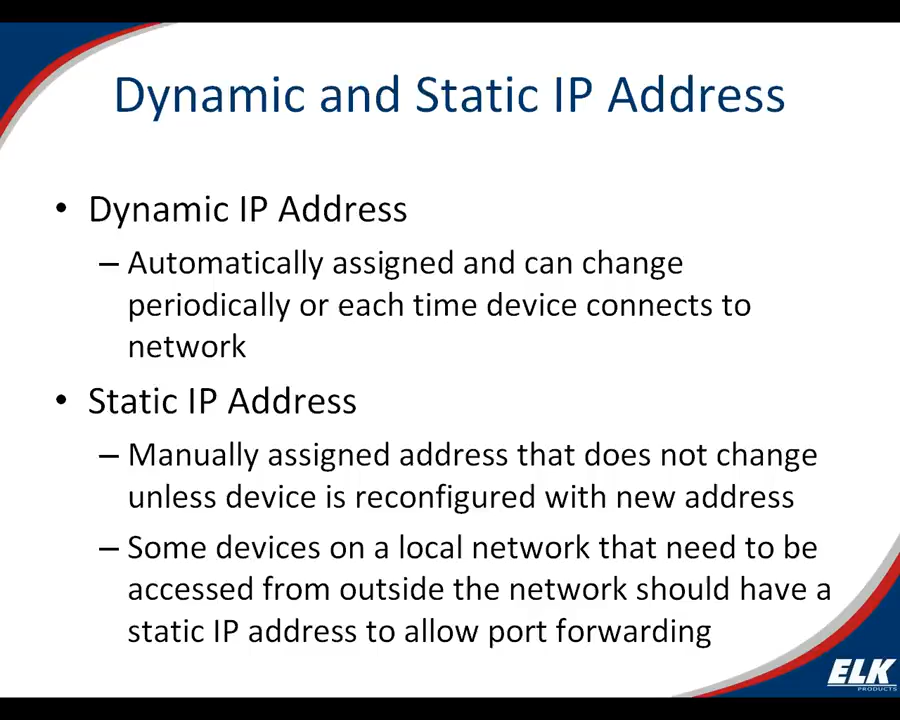 Dynamic and Static IP Address
• Dynamic IP Address
– Automatically assigned and can change
periodically or each time device connects to
network
• Static IP Address
– Manually assigned address that does not change
unless device is reconfigured with new address
– Some devices on a local network that need to be
accessed from outside the network should have a
static IP address to allow port forwarding
ELK
PRODUCTS